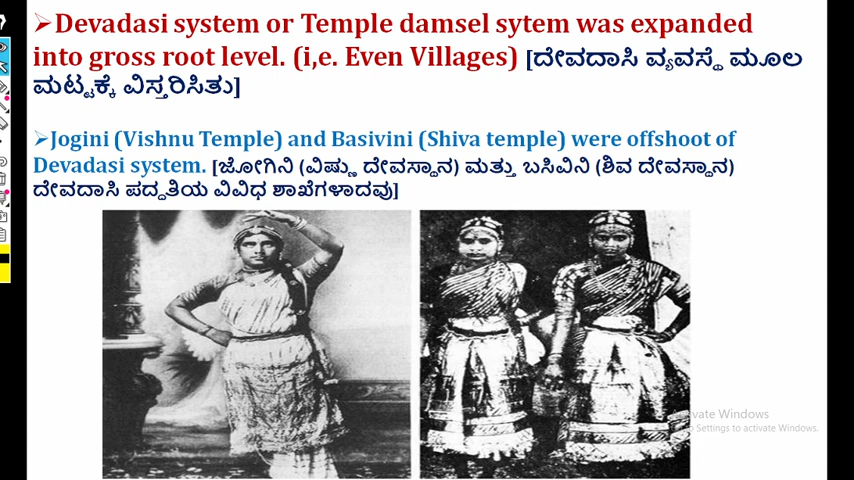 ➢Devadasi system or Temple damsel sytem was expanded
into gross root level. (i,e. Even Villages) [ದೇವದಾಸಿ ವ್ಯವಸ್ಥೆ ಮೂಲ
ಮಟ್ಟಕ್ಕೆ ವಿಸ್ತರಿಸಿತು]
➢Jogini (Vishnu Temple) and Basivini (Shiva temple) were offshoot of
Devadasi system. [ಜೋಗಿನಿ (ವಿಷ್ಣು ದೇವಸ್ಥಾನ) ಮತ್ತು ಬಸಿವಿನಿ (ಶಿವ ದೇವಸ್ಥಾನ)
ದೇವದಾಸಿ ಪದ್ಧತಿಯ ವಿವಿಧ ಶಾಖೆಗಳಾದವು]
Activate Windows
to Settings to activate Windows.